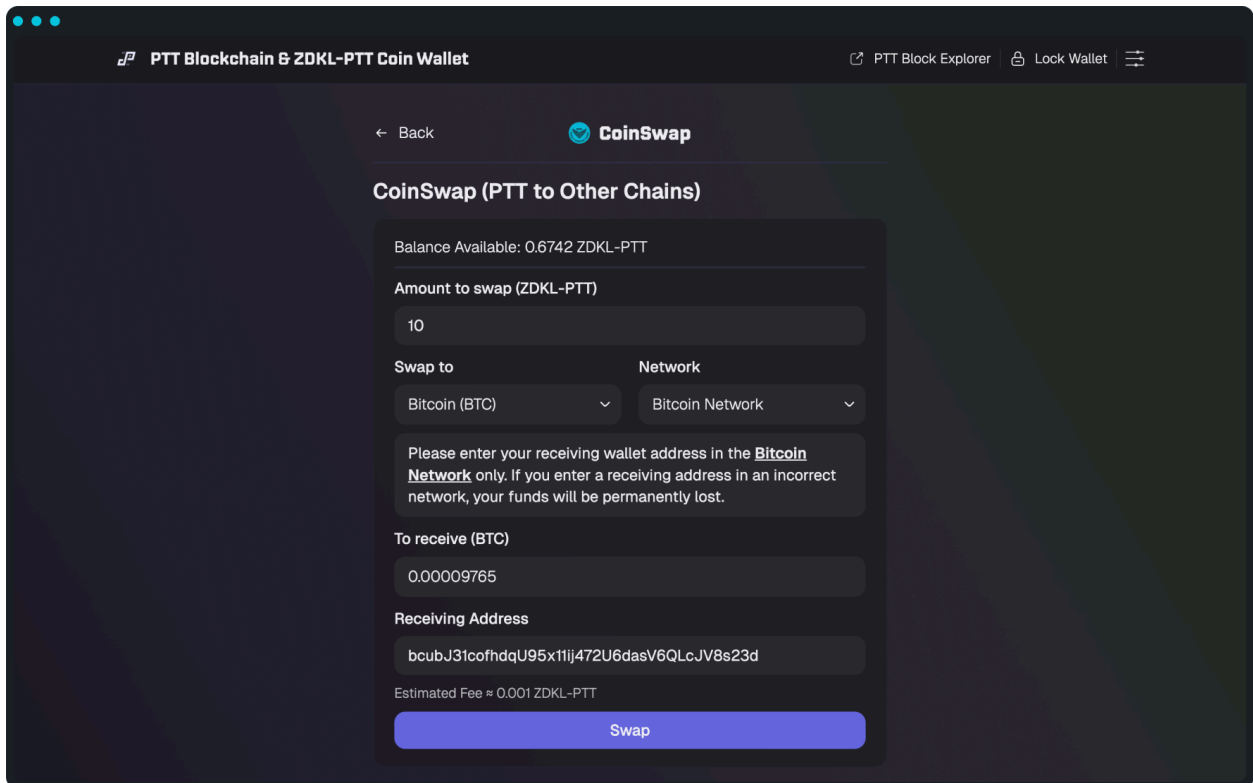 PTT Blockchain & ZDKL-PTT Coin Wallet
PTT Block Explorer
Lock Wallet
← Back
CoinSwap
CoinSwap (PTT to Other Chains)
Balance Available: 0.6742 ZDKL-PTT
Amount to swap (ZDKL-PTT)
10
Swap to
Network
Bitcoin (BTC)
Bitcoin Network
Please enter your receiving wallet address in the Bitcoin
Network only. If you enter a receiving address in an incorrect
network, your funds will be permanently lost.
To receive (BTC)
0.00009765
Receiving Address
bcubJ31cofhdqU95x11ij472U6dasV6QLcJV8s23d
Estimated Fee ≈ 0.001 ZDKL-PTT
Swap